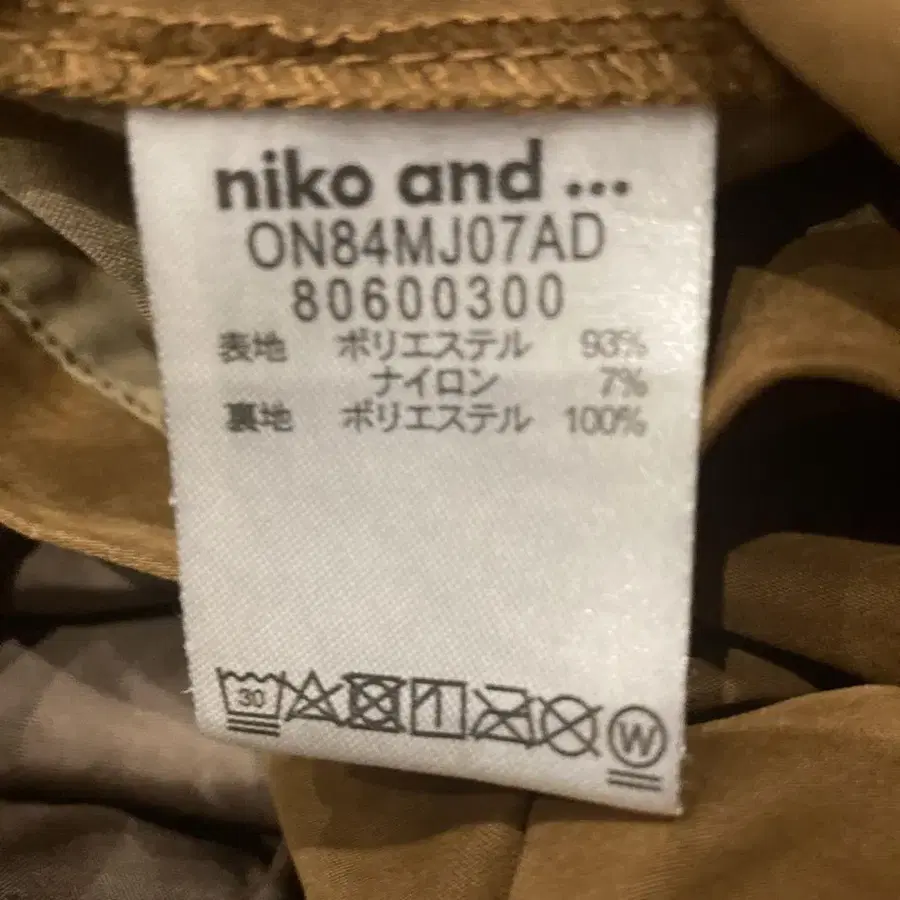 niko and ...
ON84MJ07AD
80600300
表地 ポリエステル 93%
ナイロン 7%
裏地 ポリエステル 100%
30
W